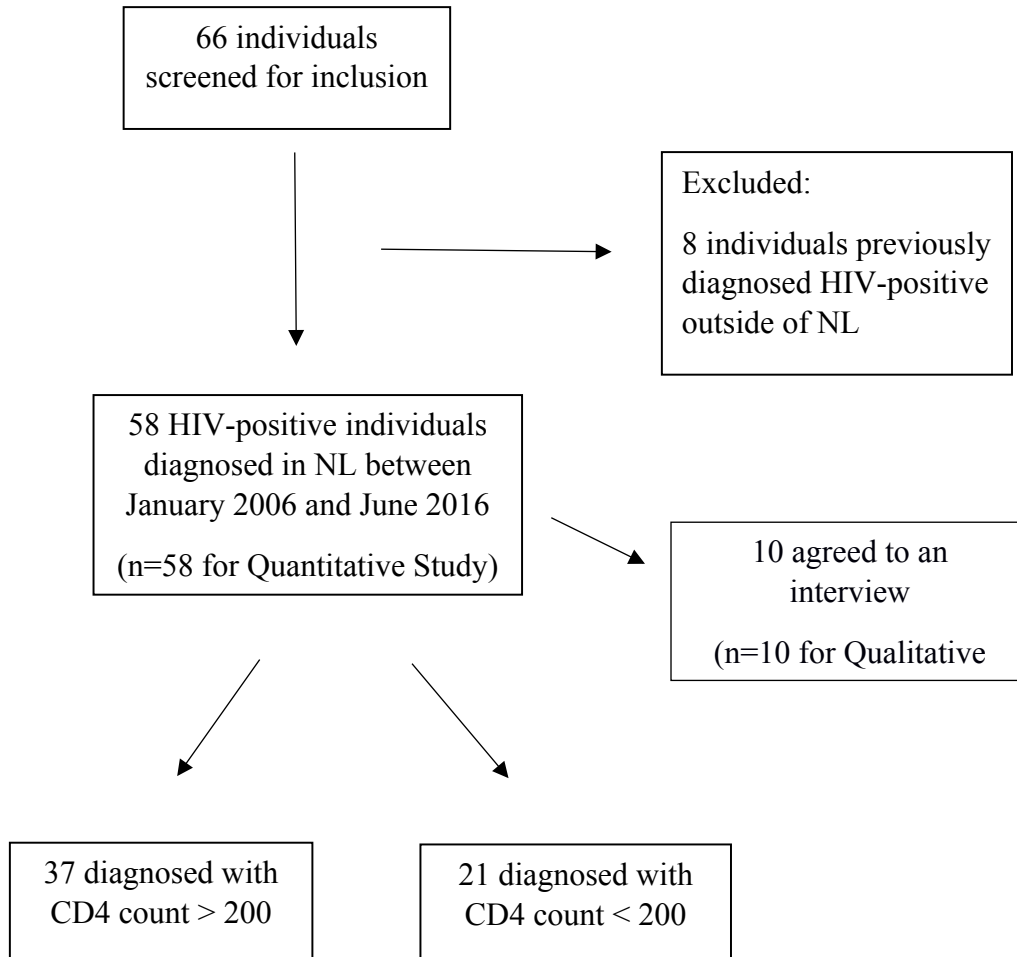 66 individuals
screened for inclusion
Excluded:
8 individuals previously
diagnosed HIV-positive
outside of NL
58 HIV-positive individuals
diagnosed in NL between
January 2006 and June 2016
(n=58 for Quantitative Study)
10 agreed to an
interview
(n=10 for Qualitative
37 diagnosed with
CD4 count > 200
21 diagnosed with
CD4 count < 200